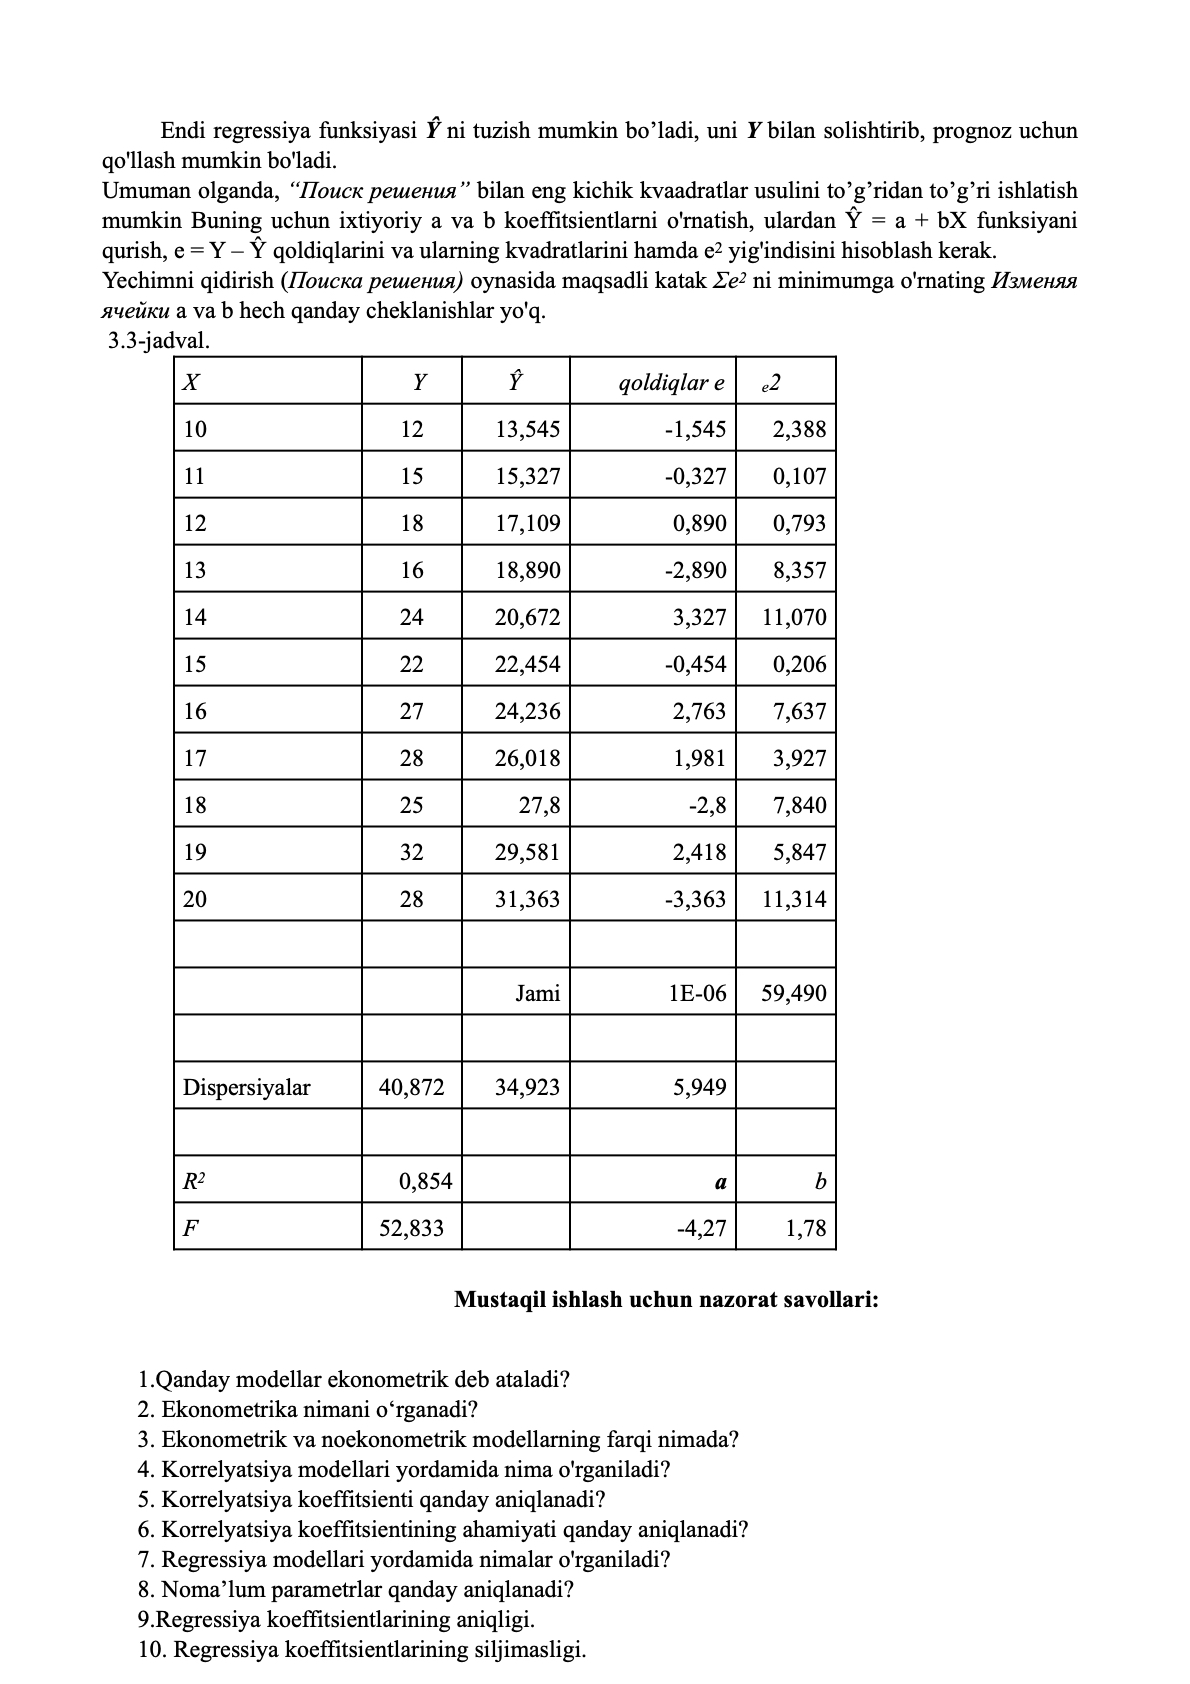 Endi regressiya funksiyasi Ŷ ni tuzish mumkin bo’ladi, uni Y bilan solishtirib, prognoz uchun
qo'llash mumkin bo'ladi.
Umuman olganda, “Поиск решения” bilan eng kichik kvaadratlar usulini to’g’ridan to’g’ri ishlatish
mumkin Buning uchun ixtiyoriy a va b koeffitsientlarni o'rnatish, ulardan Ŷ = a + bX funksiyani
qurish, e = Y – Ŷ qoldiqlarini va ularning kvadratlarini hamda e² yig'indisini hisoblash kerak.
Yechimni qidirish (Поиска решения) oynasida maqsadli katak Σe² ni minimumga o'rnating Изменяя
ячейки a va b hech qanday cheklanishlar yo'q.
3.3-jadval.
X Y Ŷ qoldiqlar e e2
10 12 13,545 -1,545 2,388
11 15 15,327 -0,327 0,107
12 18 17,109 0,890 0,793
13 16 18,890 -2,890 8,357
14 24 20,672 3,327 11,070
15 22 22,454 -0,454 0,206
16 27 24,236 2,763 7,637
17 28 26,018 1,981 3,927
18 25 27,8 -2,8 7,840
19 32 29,581 2,418 5,847
20 28 31,363 -3,363 11,314
Jami 1E-06 59,490
Dispersiyalar 40,872 34,923 5,949
R² 0,854 a b
F 52,833 -4,27 1,78
Mustaqil ishlash uchun nazorat savollari:
1.Qanday modellar ekonometrik deb ataladi?
2. Ekonometrika nimani o‘rganadi?
3. Ekonometrik va noekonometrik modellarning farqi nimada?
4. Korrelyatsiya modellari yordamida nima o'rganiladi?
5. Korrelyatsiya koeffitsienti qanday aniqlanadi?
6. Korrelyatsiya koeffitsientining ahamiyati qanday aniqlanadi?
7. Regressiya modellari yordamida nimalar o'rganiladi?
8. Noma’lum parametrlar qanday aniqlanadi?
9.Regressiya koeffitsientlarining aniqligi.
10. Regressiya koeffitsientlarining siljimasligi.